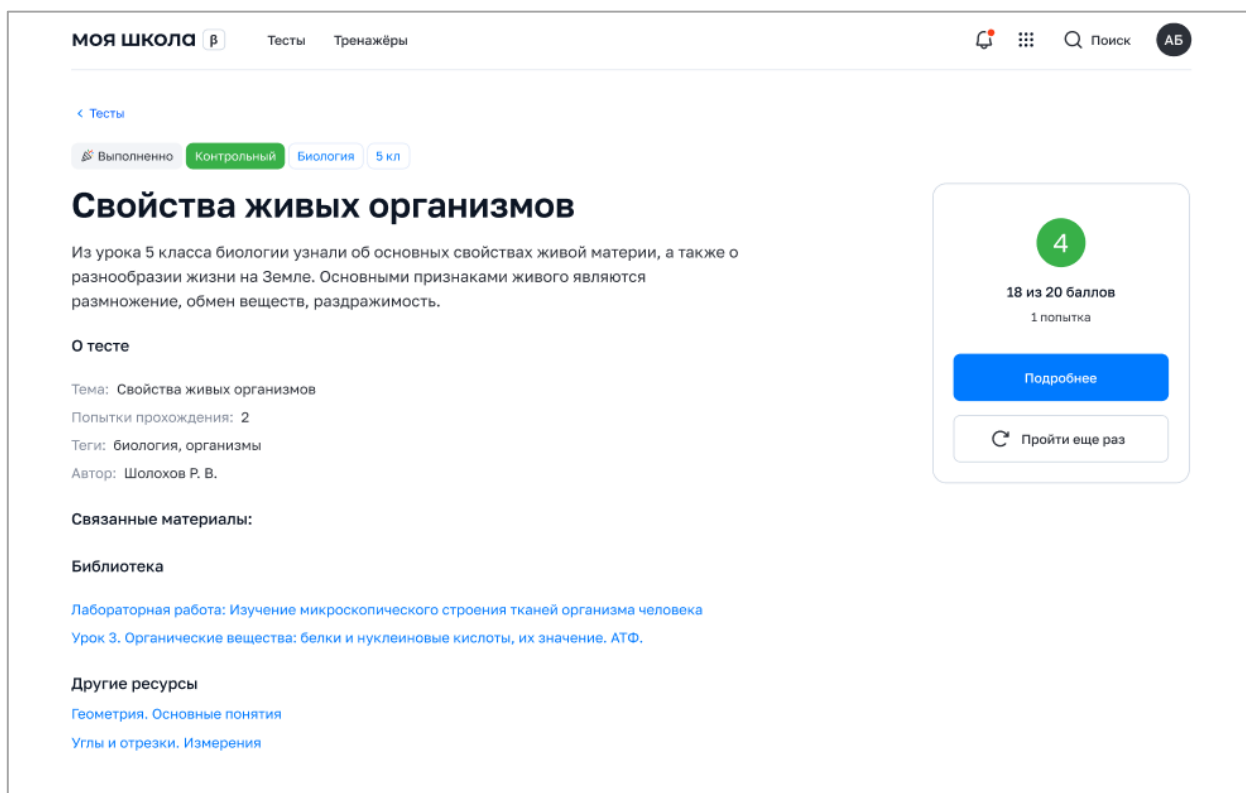 МОЯ ШКОЛА β Тесты Тренажёры Поиск АБ
Тесты
Выполненно Контрольный Биология 5 кл
Свойства живых организмов
Из урока 5 класса биологии узнали об основных свойствах живой материи, а также о
разнообразии жизни на Земле. Основными признаками живого являются
размножение, обмен веществ, раздражимость.
О тесте
Тема: Свойства живых организмов
Попытки прохождения: 2
Теги: биология, организмы
Автор: Шолохов Р. В.
Связанные материалы:
Библиотека
Лабораторная работа: Изучение микроскопического строения тканей организма человека
Урок 3. Органические вещества: белки и нуклеиновые кислоты, их значение. АТФ.
Другие ресурсы
Геометрия. Основные понятия
Углы и отрезки. Измерения
4
18 из 20 баллов
1 попытка
Подробнее
Пройти еще раз